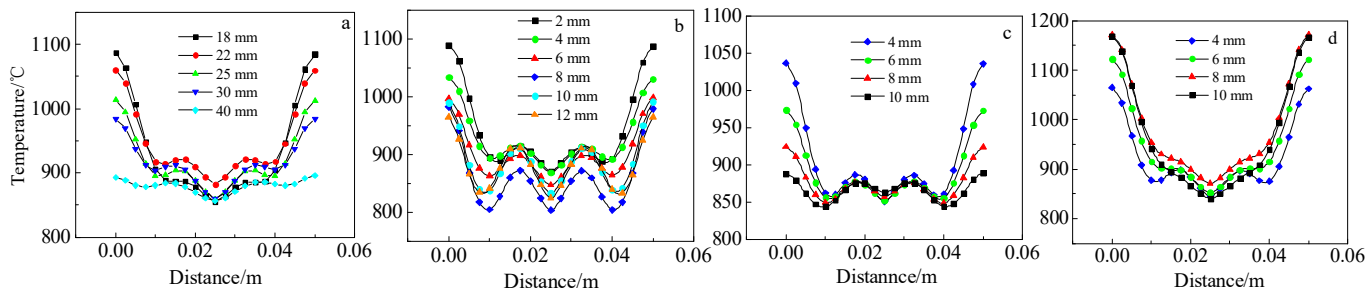 a
18 mm
22 mm
25 mm
30 mm
40 mm
1100
1000
900
800
Temperature/°C
0.00 0.02 0.04 0.06
Distance/m
b
2 mm
4 mm
6 mm
8 mm
10 mm
12 mm
1100
1000
900
800
0.00 0.02 0.04 0.06
Distance/m
c
4 mm
6 mm
8 mm
10 mm
1100
1050
1000
950
900
850
800
0.00 0.02 0.04 0.06
Distannce/m
d
4 mm
6 mm
8 mm
10 mm
1200
1100
1000
900
800
0.00 0.02 0.04 0.06
Distance/m